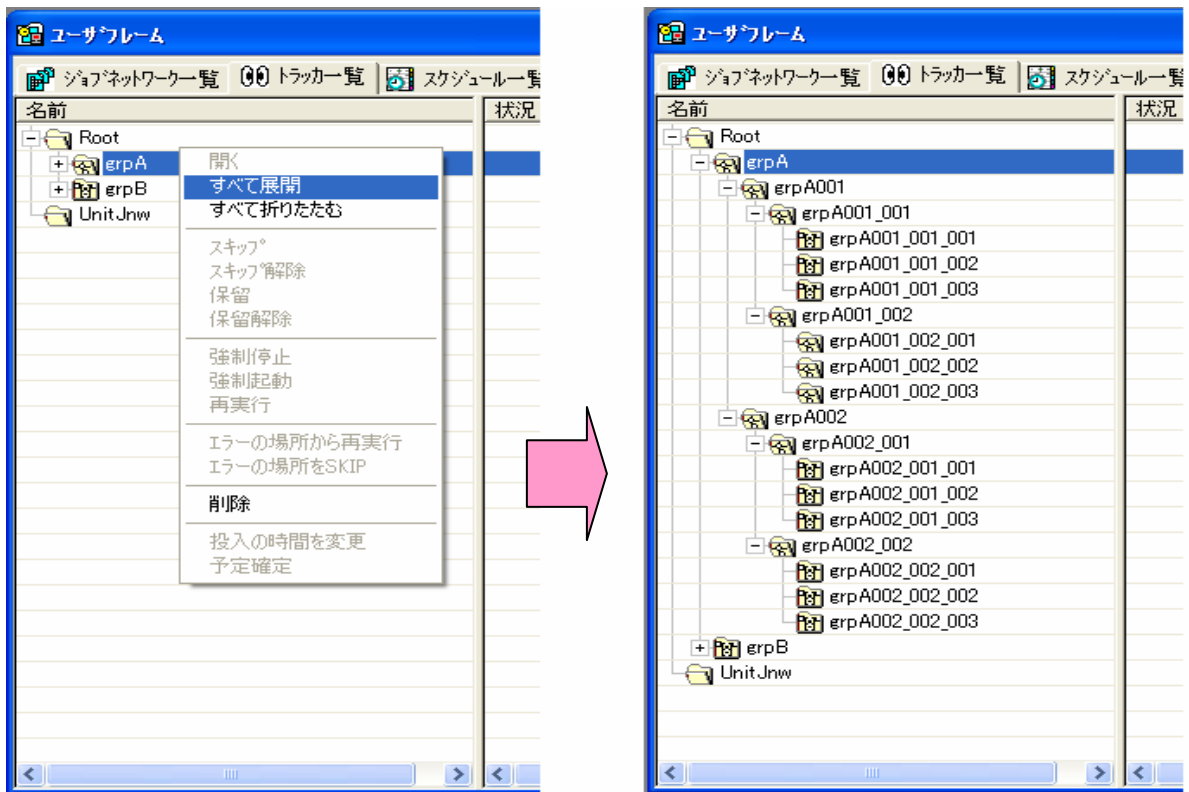 ユーザフレーム
ジョブネットワーク一覧 トラッカー覧 スケジュール一覧
名前 状況
Root
grpA
grpB
UnitJnw
開く
すべて展開
すべて折りたたむ
スキップ
スキップ解除
保留
保留解除
強制停止
強制起動
再実行
エラーの場所から再実行
エラーの場所をSKIP
削除
投入の時間を変更
予定確定
ユーザフレーム
ジョブネットワーク一覧 トラッカー覧 スケジュール一覧
名前 状況
Root
grpA
grpA001
grpA001_001
grpA001_001_001
grpA001_001_002
grpA001_001_003
grpA001_002
grpA001_002_001
grpA001_002_002
grpA001_002_003
grpA002
grpA002_001
grpA002_001_001
grpA002_001_002
grpA002_001_003
grpA002_002
grpA002_002_001
grpA002_002_002
grpA002_002_003
grpB
UnitJnw